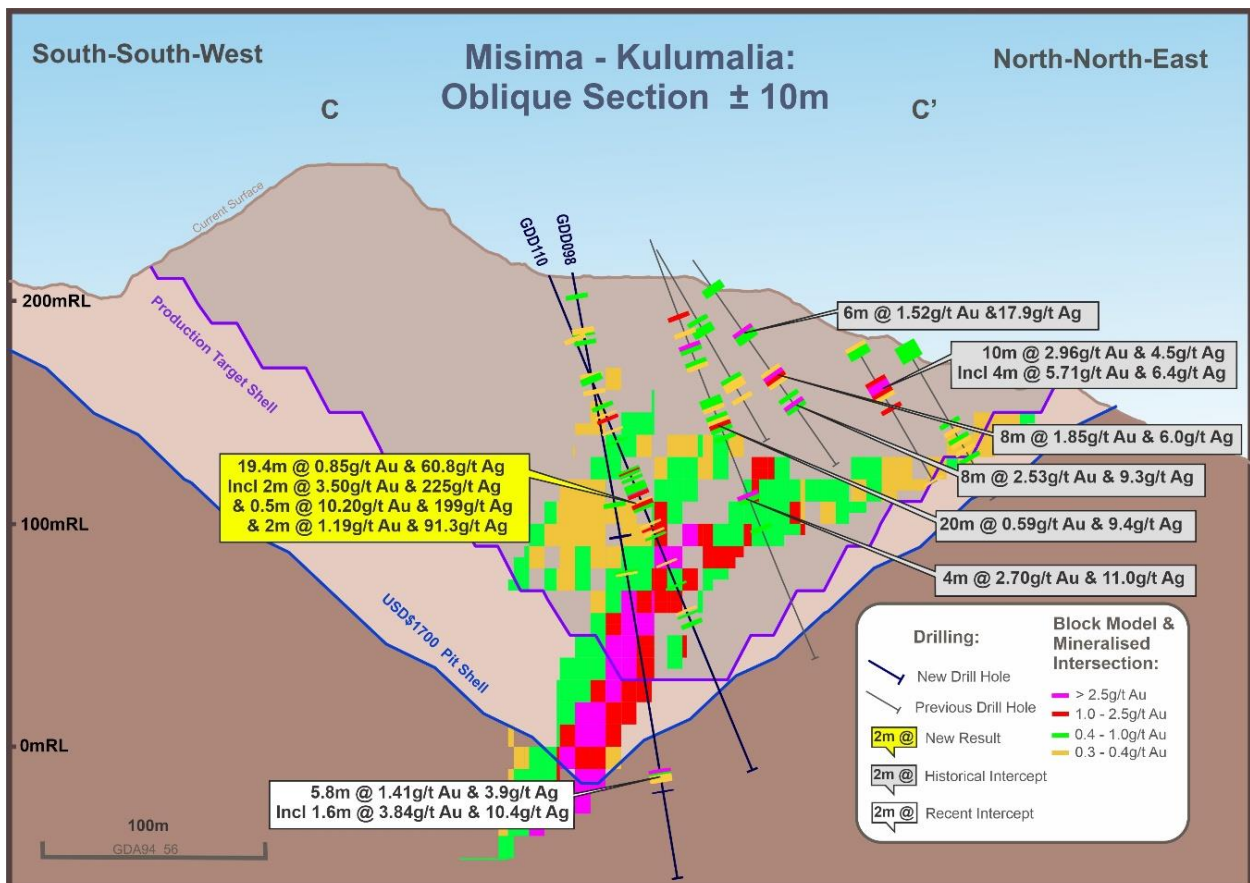 South-South-West
Misima - Kulumalia:
Oblique Section ± 10m
North-North-East
C
C'
Current Surface
GDD110
GDD098
200mRL
100mRL
0mRL
Production Target Shell
USD$1700 Pit Shell
6m @ 1.52g/t Au &17.9g/t Ag
10m @ 2.96g/t Au & 4.5g/t Ag
Incl 4m @ 5.71g/t Au & 6.4g/t Ag
8m @ 1.85g/t Au & 6.0g/t Ag
8m @ 2.53g/t Au & 9.3g/t Ag
20m @ 0.59g/t Au & 9.4g/t Ag
4m @ 2.70g/t Au & 11.0g/t Ag
19.4m @ 0.85g/t Au & 60.8g/t Ag
Incl 2m @ 3.50g/t Au & 225g/t Ag
& 0.5m @ 10.20g/t Au & 199g/t Ag
& 2m @ 1.19g/t Au & 91.3g/t Ag
5.8m @ 1.41g/t Au & 3.9g/t Ag
Incl 1.6m @ 3.84g/t Au & 10.4g/t Ag
100m
GDA94 56
Drilling:
New Drill Hole
Previous Drill Hole
2m @ New Result
2m @ Historical Intercept
2m @ Recent Intercept
Block Model &
Mineralised
Intersection:
> 2.5g/t Au
1.0 - 2.5g/t Au
0.4 - 1.0g/t Au
0.3 - 0.4g/t Au